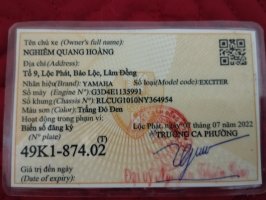 Tên chủ xe (Owner's full name):
NGHIÊM QUANG HOÀNG
Địa chỉ (Address):
Tổ 9, Lộc Phát, Bảo Lộc, Lâm Đồng
Nhãn hiệu(Brand): YAMAHA Số loại(Model code): EXCITER
Số máy (Engine N°): G3D4E1135991
Số khung (Chassis N°): RLCUG1010NY364954
Màu sơn (Color): Trắng Đỏ Đen
Hoạt động trong phạm vi:
Biển số đăng ký
(N° plate) (T)
49K1-874.02
Lộc Phát, ngày 07 tháng 07 năm 2022
TRƯỞNG CA PHƯỜNG
Giá trị đến ngày
(Date of expiry):